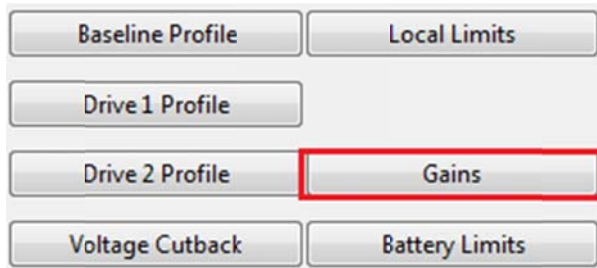 Baseline Profile
Local Limits
Drive 1 Profile
Drive 2 Profile
Gains
Voltage Cutback
Battery Limits